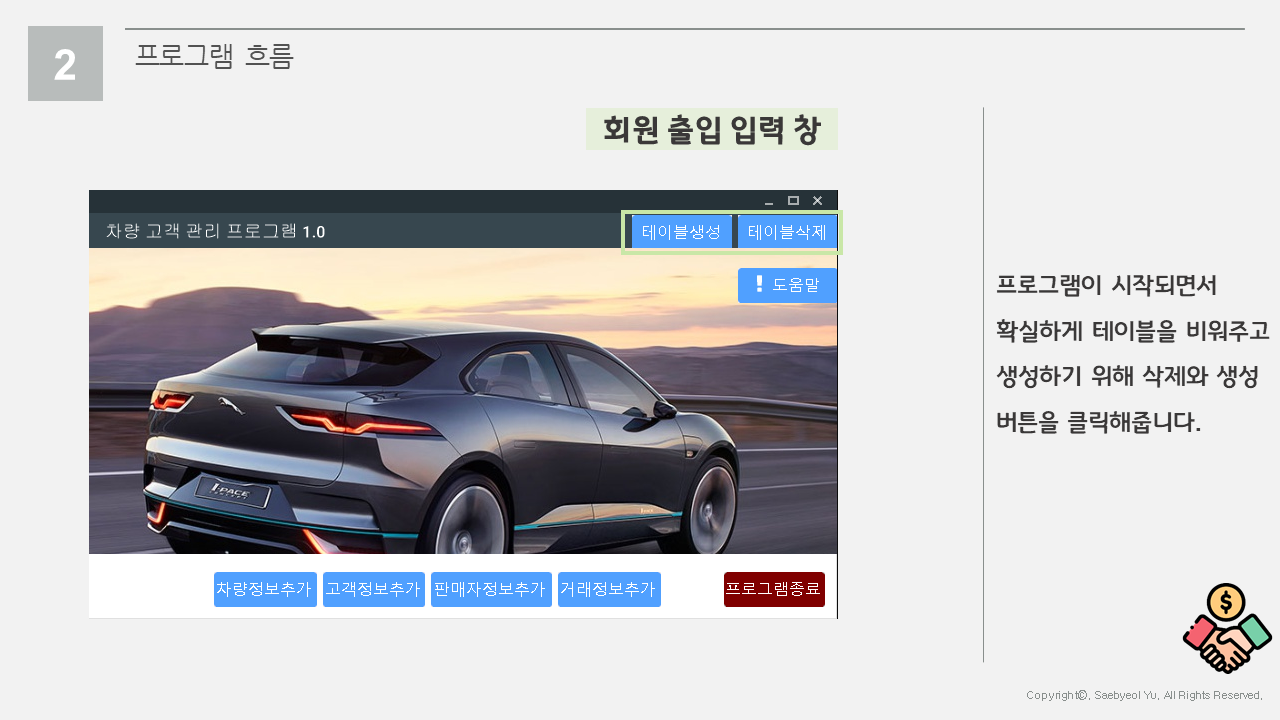 2
프로그램 흐름
회원 출입 입력 창
차량 고객 관리 프로그램 1.0
테이블생성
테이블삭제
! 도움말
I-PACE
차량정보추가
고객정보추가
판매자정보추가
거래정보추가
프로그램종료
프로그램이 시작되면서
확실하게 테이블을 비워주고
생성하기 위해 삭제와 생성
버튼을 클릭해줍니다.
$
Copyright©. Saebyeol Yu. All Rights Reserved.